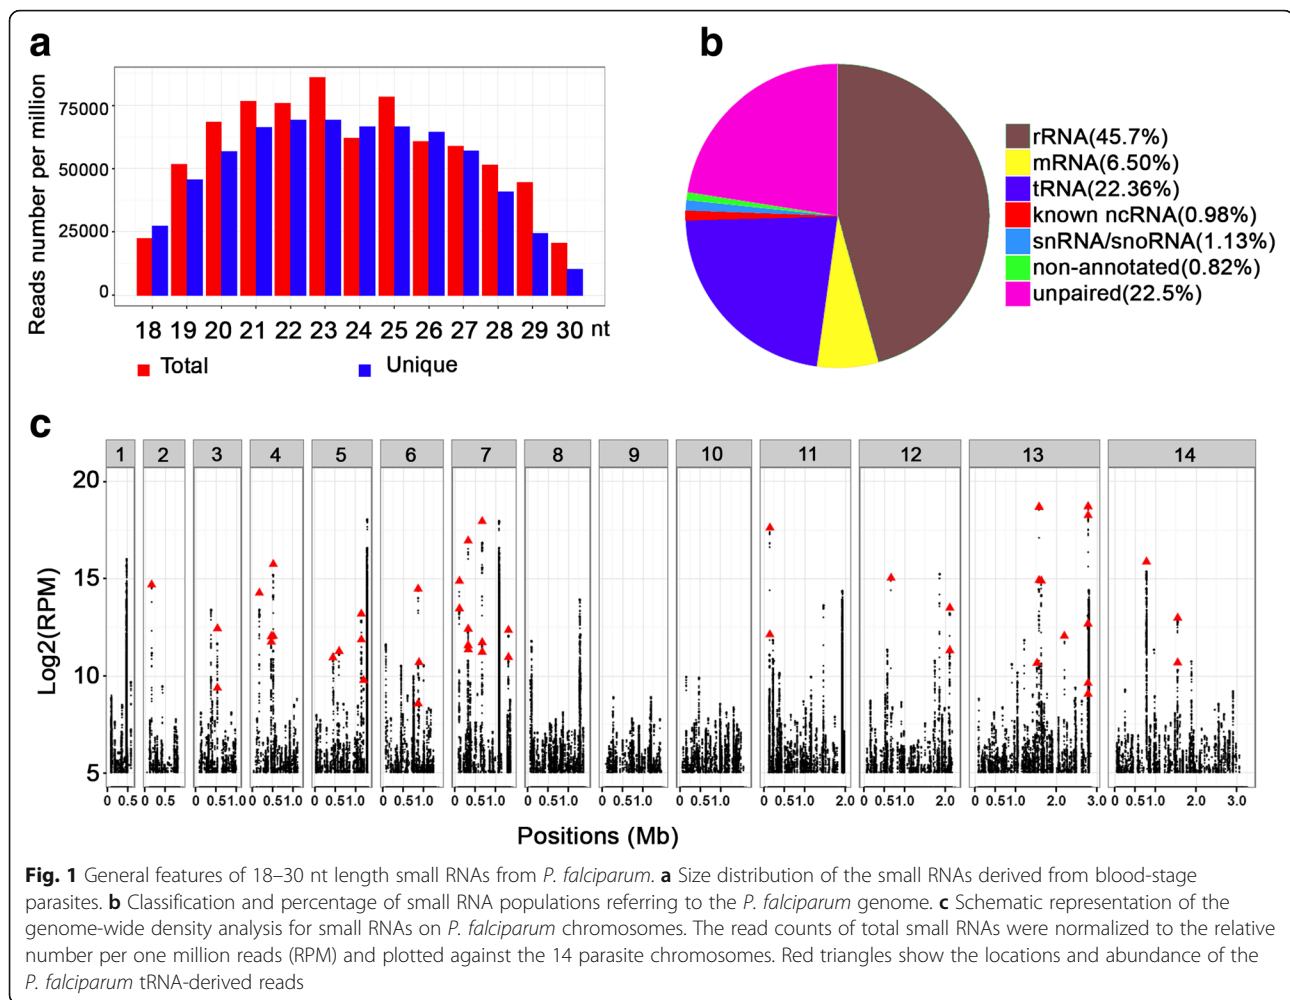 a
Reads number per million
75000
50000
25000
0
18 19 20 21 22 23 24 25 26 27 28 29 30 nt
Total Unique
b
rRNA(45.7%)
mRNA(6.50%)
tRNA(22.36%)
known ncRNA(0.98%)
snRNA/snoRNA(1.13%)
non-annotated(0.82%)
unpaired(22.5%)
c
1 2 3 4 5 6 7 8 9 10 11 12 13 14
Log2(RPM)
20
15
10
5
0 0.5 0 0.5 0 0.51.0 0 0.51.0 0 0.51.0 0 0.51.0 0 0.51.0 0 0.51.0 0 0.51.0 0 0.51.0 0 0.51.0 2.0 0 0.51.0 2.0 0 0.51.0 2.0 3.0 0 0.51.0 2.0 3.0
Positions (Mb)
Fig. 1 General features of 18–30 nt length small RNAs from P. falciparum. a Size distribution of the small RNAs derived from blood-stage
parasites. b Classification and percentage of small RNA populations referring to the P. falciparum genome. c Schematic representation of the
genome-wide density analysis for small RNAs on P. falciparum chromosomes. The read counts of total small RNAs were normalized to the relative
number per one million reads (RPM) and plotted against the 14 parasite chromosomes. Red triangles show the locations and abundance of the
P. falciparum tRNA-derived reads